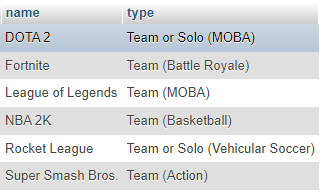 name type
DOTA 2 Team or Solo (MOBA)
Fortnite Team (Battle Royale)
League of Legends Team (MOBA)
NBA 2K Team (Basketball)
Rocket League Team or Solo (Vehicular Soccer)
Super Smash Bros. Team (Action)